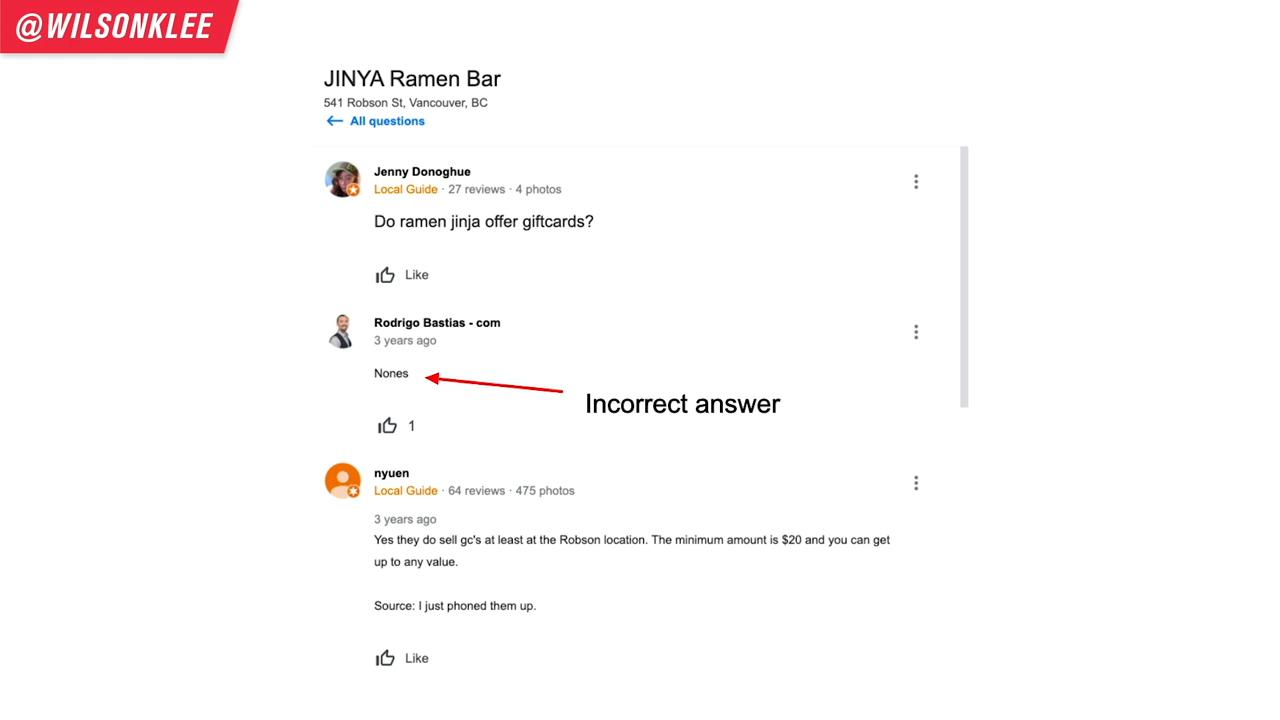 @WILSONKLEE
JINYA Ramen Bar
541 Robson St, Vancouver, BC
← All questions
Jenny Donoghue
Local Guide · 27 reviews · 4 photos
Do ramen jinja offer giftcards?
Like
Rodrigo Bastias - com
3 years ago
Nones
Incorrect answer
1
nyuen
Local Guide · 64 reviews · 475 photos
3 years ago
Yes they do sell gc's at least at the Robson location. The minimum amount is $20 and you can get
up to any value.
Source: I just phoned them up.
Like